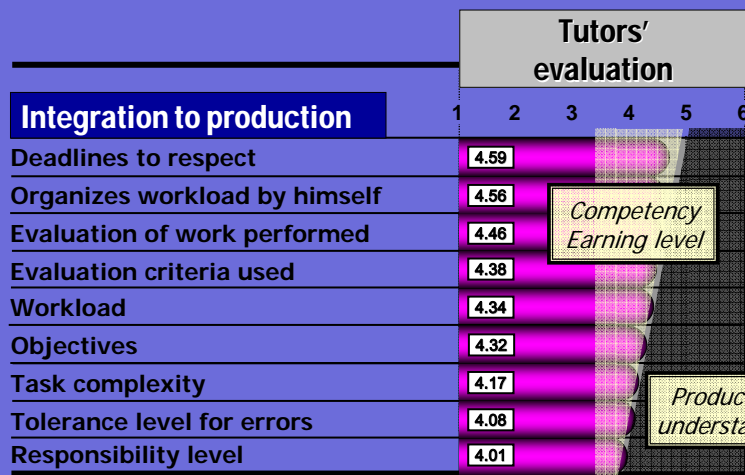 Tutors'
evaluation
Integration to production
1 2 3 4 5 6
Deadlines to respect 4.59
Organizes workload by himself 4.56
Competency
Earning level
Evaluation of work performed 4.46
Evaluation criteria used 4.38
Workload 4.34
Objectives 4.32
Task complexity 4.17
Tolerance level for errors 4.08
Responsibility level 4.01